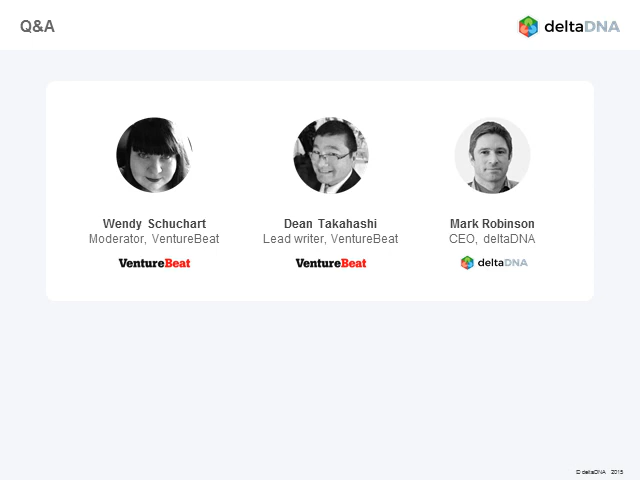 Q&A
deltaDNA
Wendy Schuchart
Moderator, VentureBeat
VentureBeat
Dean Takahashi
Lead writer, VentureBeat
VentureBeat
Mark Robinson
CEO, deltaDNA
deltaDNA
© deltaDNA 2015